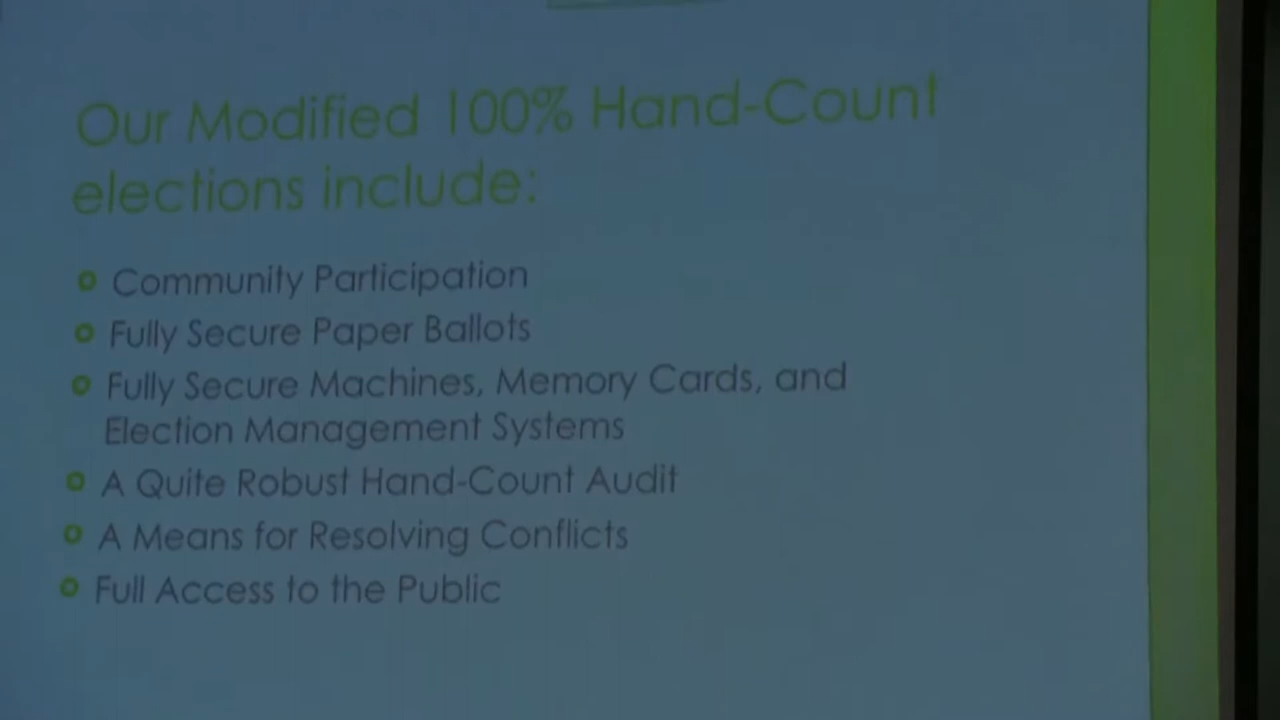 Our Modified 100% Hand-Count
elections include:
Community Participation
Fully Secure Paper Ballots
Fully Secure Machines, Memory Cards, and
Election Management Systems
A Quite Robust Hand-Count Audit
A Means for Resolving Conflicts
Full Access to the Public